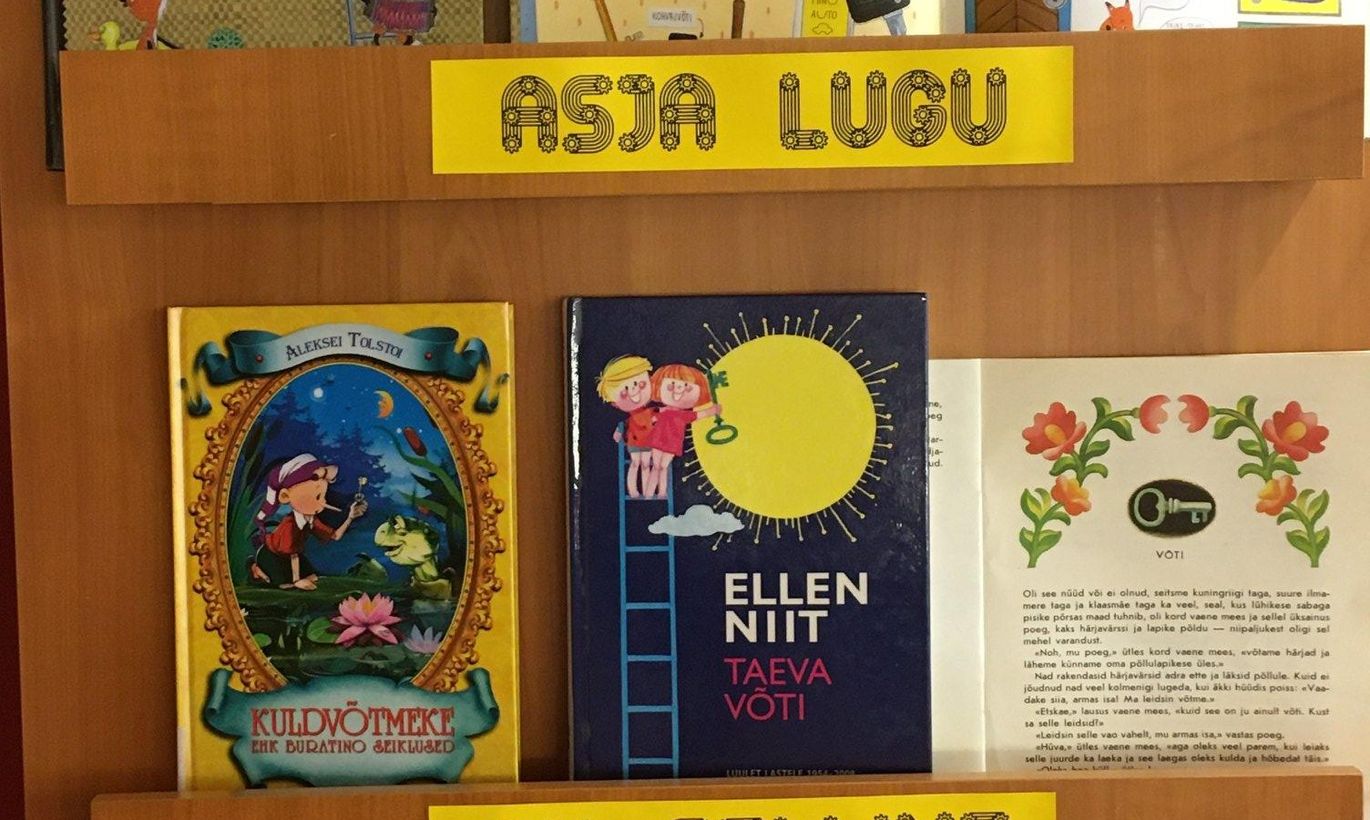 KOHVRIVÕTI
AUTO
ASJA LUGU
ALEKSEI TOLSTOI
KULDVÕTMEKE
EHK BURATINO SEIKLUSED
ELLEN
NIIT
TAEVA
VÕTI
LUULET LASTELE 1954-2008
VÕTI
Oli see nüüd või ei olnud, seitsme kuningriigi taga, suure ilma-
mere taga ja klaasmäe taga ka veel, seal, kus lühikese sabaga
pisike põrsas maad tuhnib, oli kord vaene mees ja sellel üksainus
poeg, kaks härjavärssi ja lapike põldu — niipaljukest oligi sel
mehel varandust.
«Noh, mu poeg,» ütles kord vaene mees, «võtame härjad ja
läheme künname oma põllulapikese üles.»
Nad rakendasid härjavärsid adra ette ja läksid põllule. Kuid ei
jõudnud nad veel kolmenigi lugeda, kui äkki hüüdis poiss: «Vaa-
dake siia, armas isa! Ma leidsin võtme.»
«Etskae,» lausus vaene mees, «kuid see on ju ainult võti. Kust
sa selle leidsid?»
«Leidsin selle vao vahelt, mu armas isa,» vastas poeg.
«Hüva,» ütles vaene mees, «aga oleks veel parem, kui leiaks
selle juurde ka laeka ja see laegas oleks kulda ja hõbedat täis.»